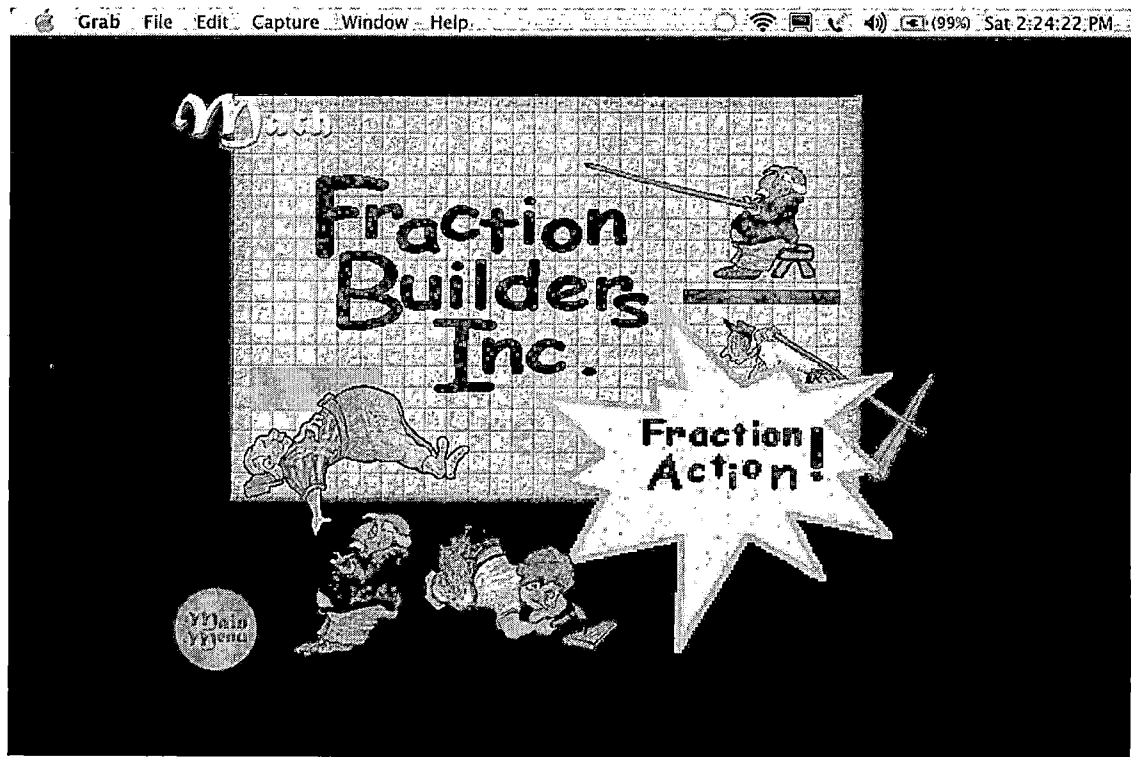 Grab File Edit Capture Window Help (99%) Sat 2:24:22 PM
Math
Fraction
Builders
Inc.
Fraction
Action!
Main
Menu